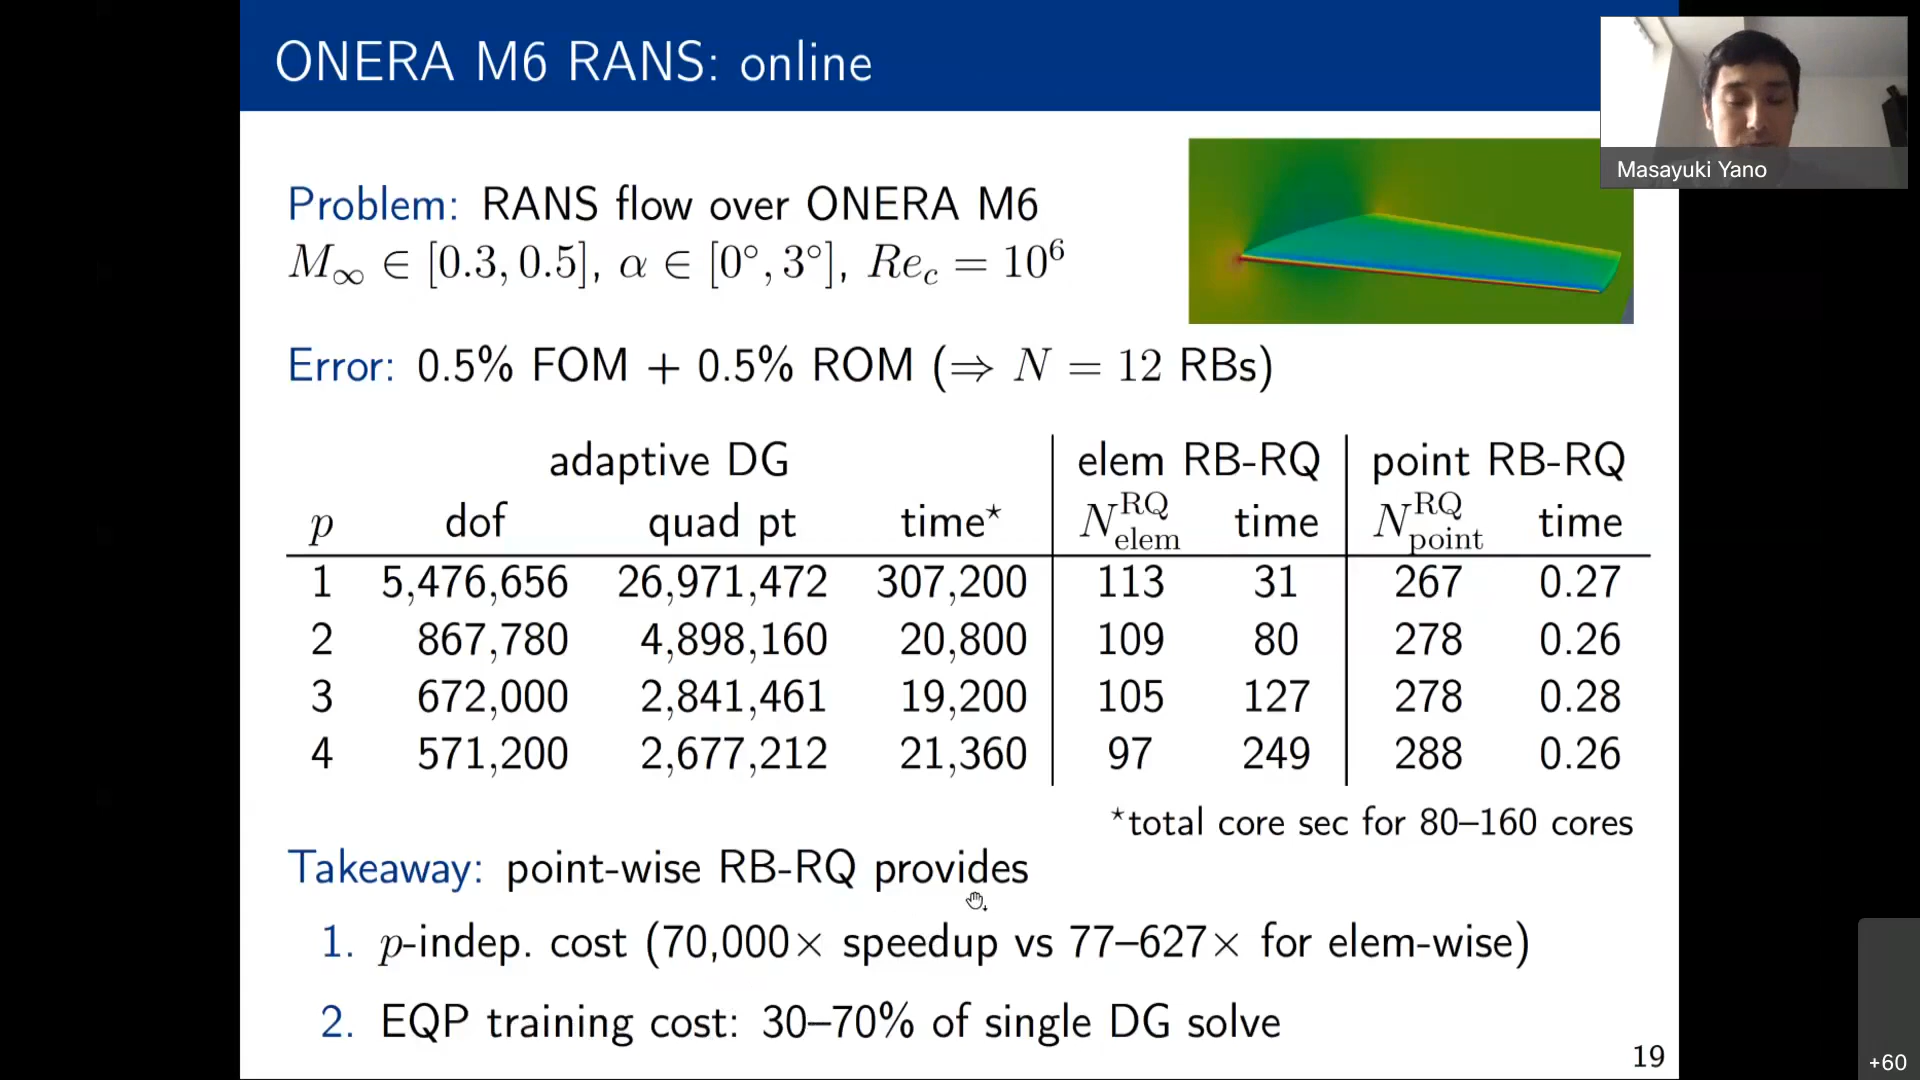 ONERA M6 RANS: online
Masayuki Yano
Problem: RANS flow over ONERA M6
M∞ ∈ [0.3, 0.5], α ∈ [0°, 3°], Re_c = 10⁶
Error: 0.5% FOM + 0.5% ROM (⇒ N = 12 RBs)
adaptive DG elem RB-RQ point RB-RQ
p dof quad pt time⋆ N_elem^RQ time N_point^RQ time
1 5,476,656 26,971,472 307,200 113 31 267 0.27
2 867,780 4,898,160 20,800 109 80 278 0.26
3 672,000 2,841,461 19,200 105 127 278 0.28
4 571,200 2,677,212 21,360 97 249 288 0.26
⋆total core sec for 80–160 cores
Takeaway: point-wise RB-RQ provides
1. p-indep. cost (70,000× speedup vs 77–627× for elem-wise)
2. EQP training cost: 30–70% of single DG solve
19
+60